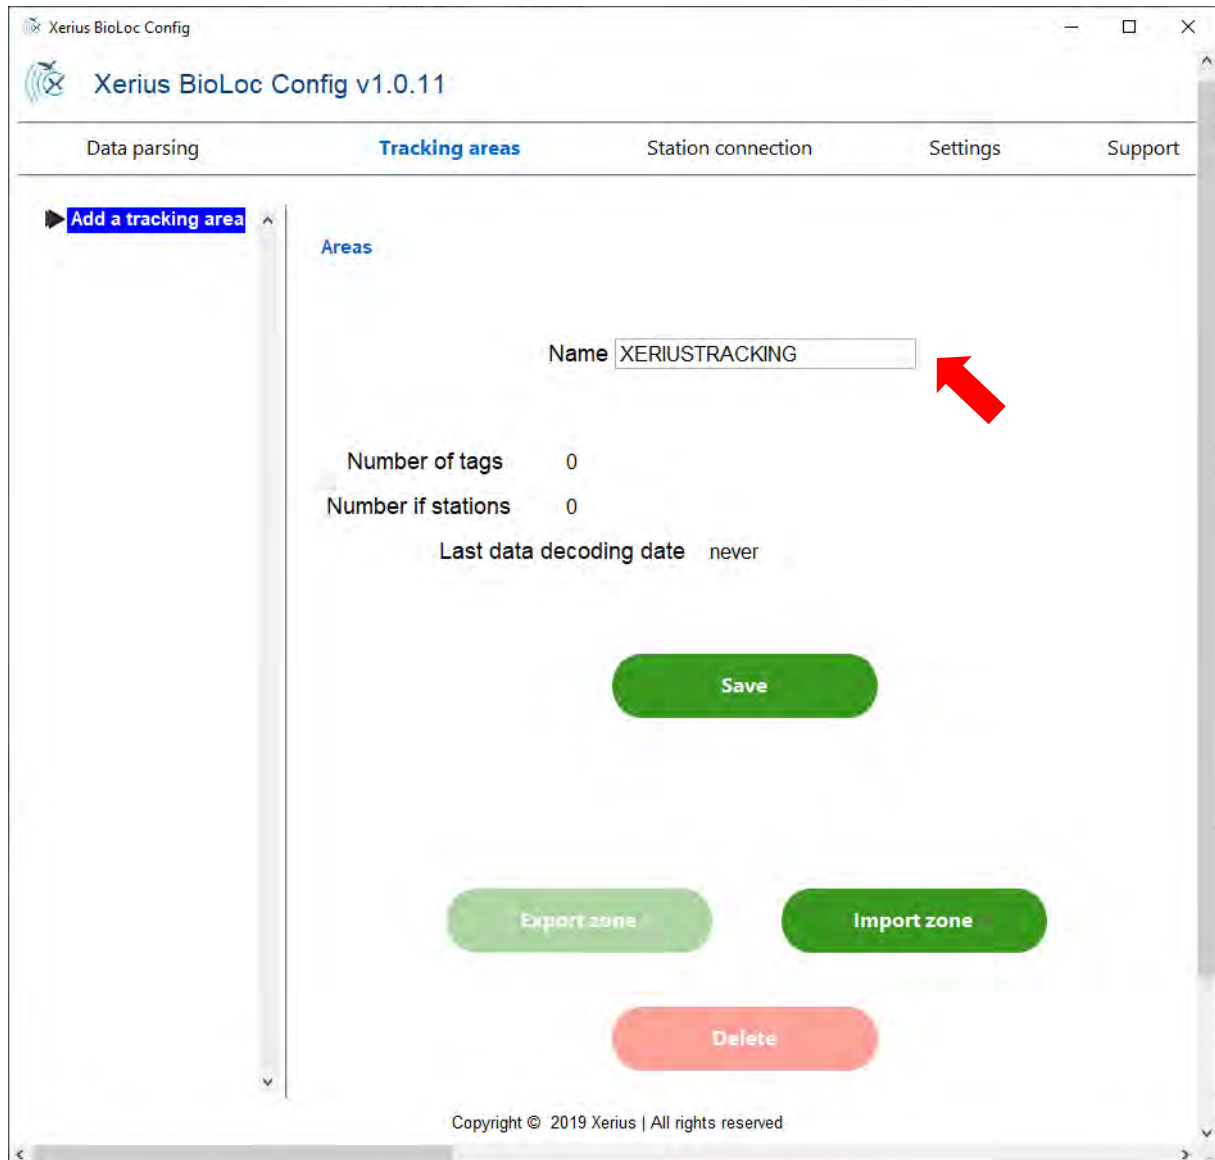 Xerius BioLoc Config
Xerius BioLoc Config v1.0.11
Data parsing Tracking areas Station connection Settings Support
Add a tracking area
Areas
Name XERIUSTRACKING
Number of tags 0
Number if stations 0
Last data decoding date never
Save
Export zone Import zone
Delete
Copyright © 2019 Xerius | All rights reserved